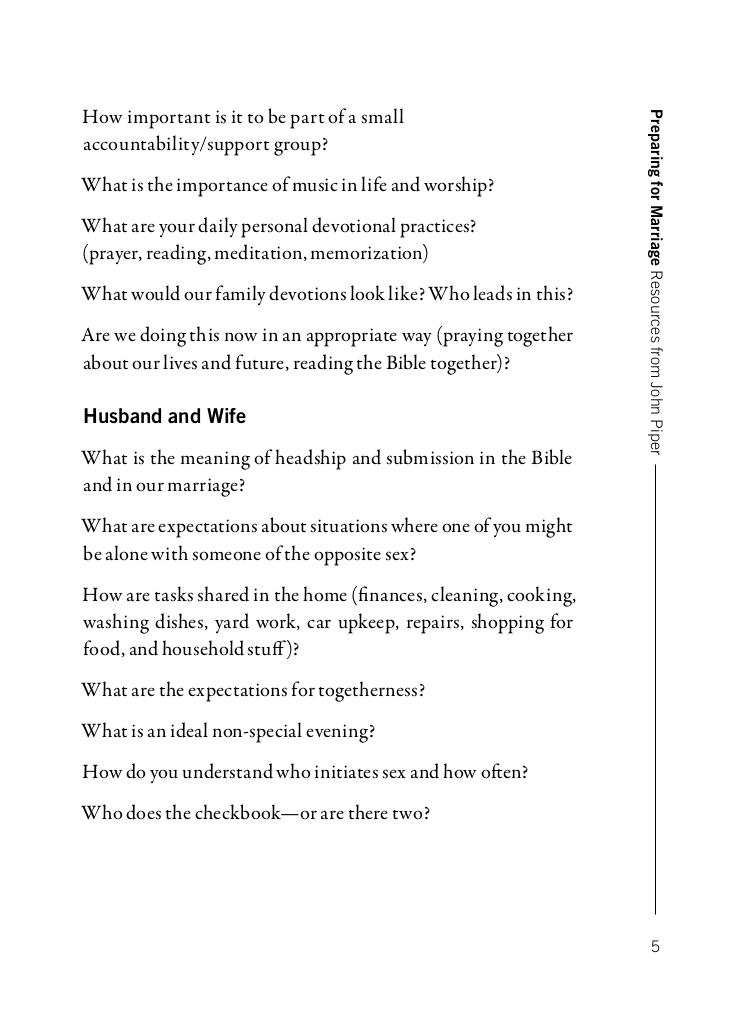 How important is it to be part of a small
accountability/support group?
What is the importance of music in life and worship?
What are your daily personal devotional practices?
(prayer, reading, meditation, memorization)
What would our family devotions look like? Who leads in this?
Are we doing this now in an appropriate way (praying together
about our lives and future, reading the Bible together)?
Husband and Wife
What is the meaning of headship and submission in the Bible
and in our marriage?
What are expectations about situations where one of you might
be alone with someone of the opposite sex?
How are tasks shared in the home (finances, cleaning, cooking,
washing dishes, yard work, car upkeep, repairs, shopping for
food, and household stuff)?
What are the expectations for togetherness?
What is an ideal non-special evening?
How do you understand who initiates sex and how often?
Who does the checkbook—or are there two?
Preparing for Marriage Resources from John Piper
5